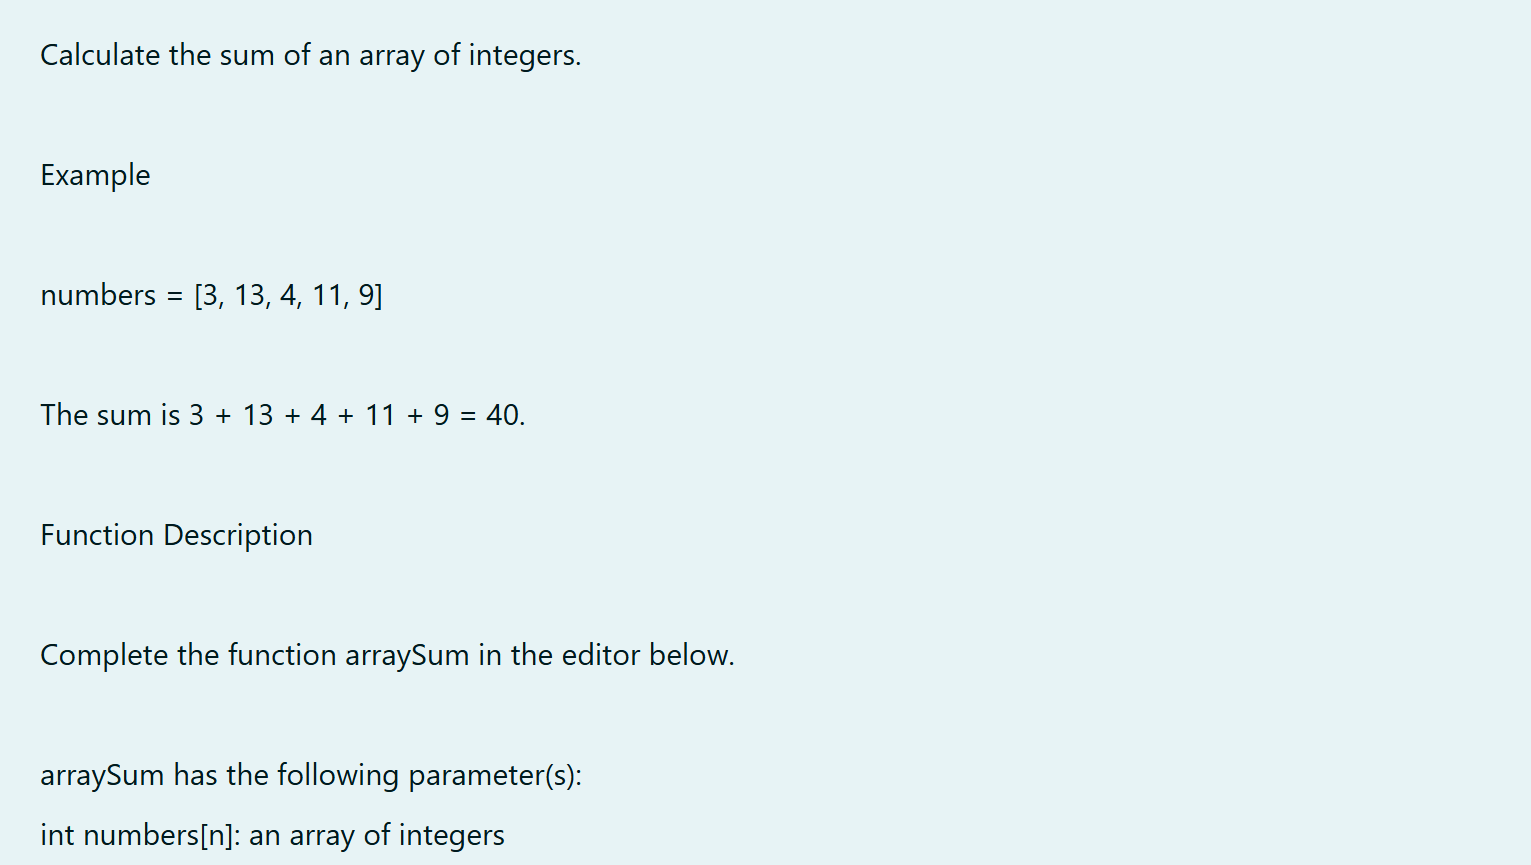 Calculate the sum of an array of integers.
Example
numbers = [3, 13, 4, 11, 9]
The sum is 3 + 13 + 4 + 11 + 9 = 40.
Function Description
Complete the function arraySum in the editor below.
arraySum has the following parameter(s):
int numbers[n]: an array of integers